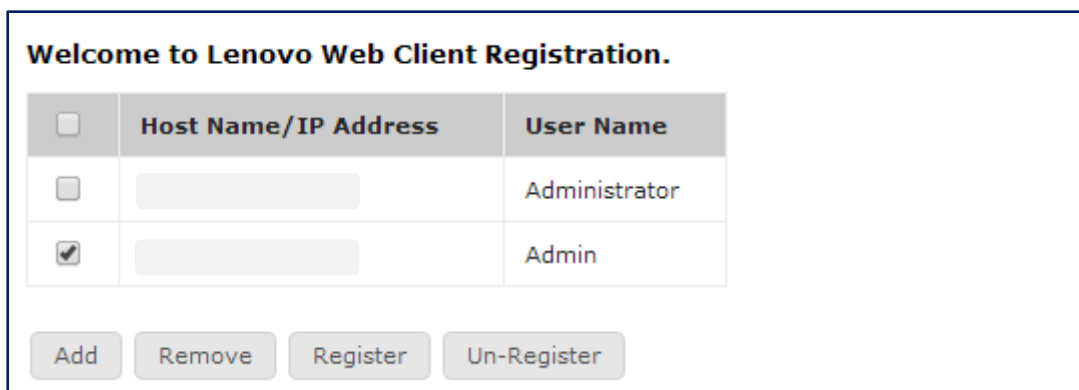 Welcome to Lenovo Web Client Registration.
Host Name/IP Address User Name
Administrator
Admin
Add Remove Register Un-Register